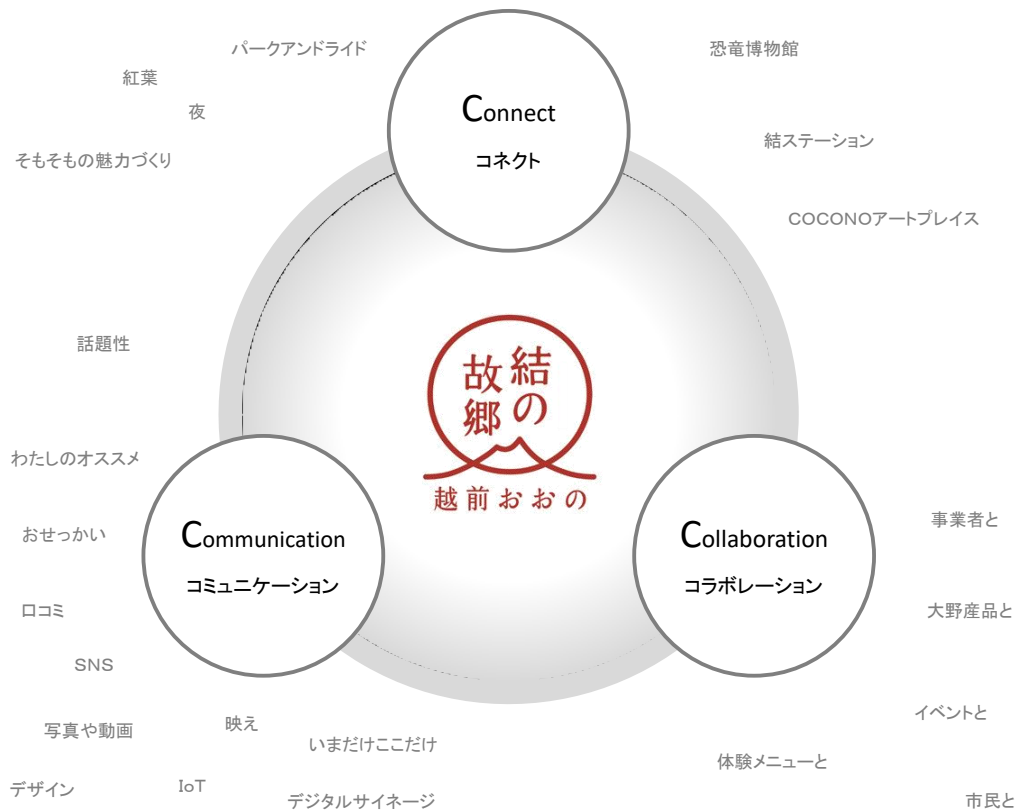 パークアンドライド
恐竜博物館
紅葉
夜
そもそもの魅力づくり
Connect
コネクト
結ステーション
COCONOアートプレイス
話題性
結の
故郷
越前おおの
わたしのオススメ
おせっかい
口コミ
SNS
Communication
コミュニケーション
Collaboration
コラボレーション
事業者と
大野産品と
イベントと
写真や動画
映え
いまだけここだけ
体験メニューと
デザイン
IoT
デジタルサイネージ
市民と